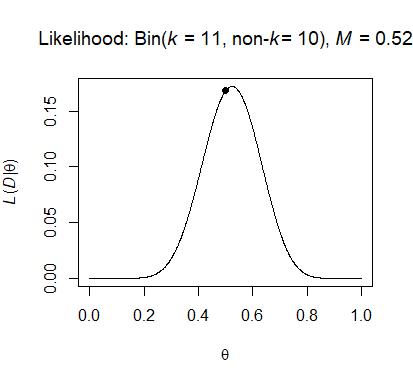 Likelihood: Bin(k = 11, non-k= 10), M = 0.52
L(D|θ)
0.15
0.10
0.05
0.00
0.0 0.2 0.4 0.6 0.8 1.0
θ